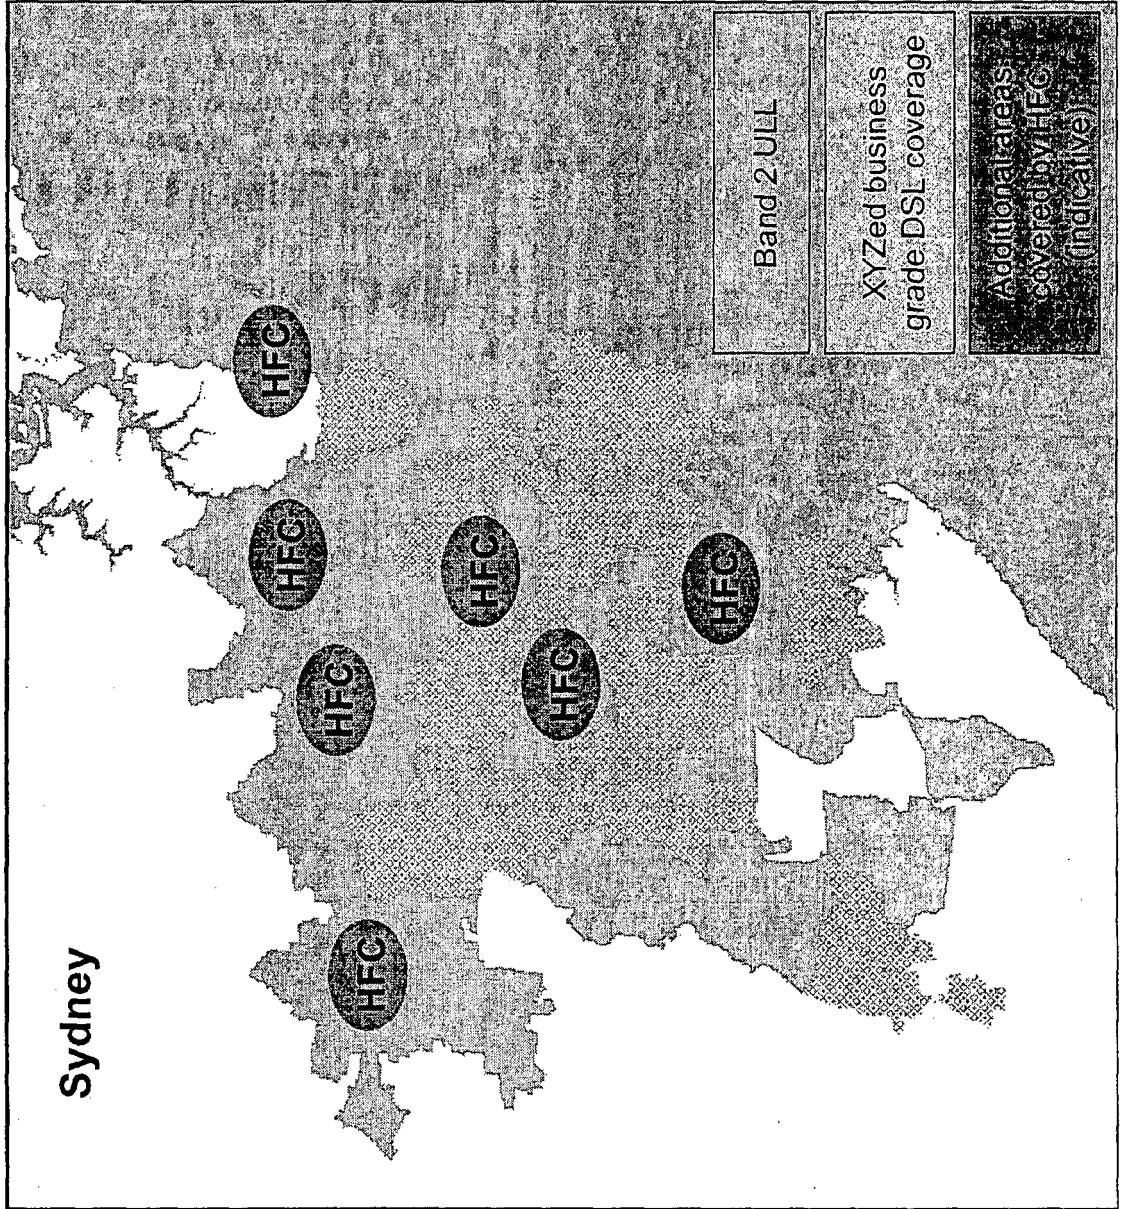 Sydney
HFC
HFC
HFC
HFC
HFC
HFC
HFC
Band 2 ULL
XYZed business
grade DSL coverage
Additional areas
covered by HFC
(indicative)